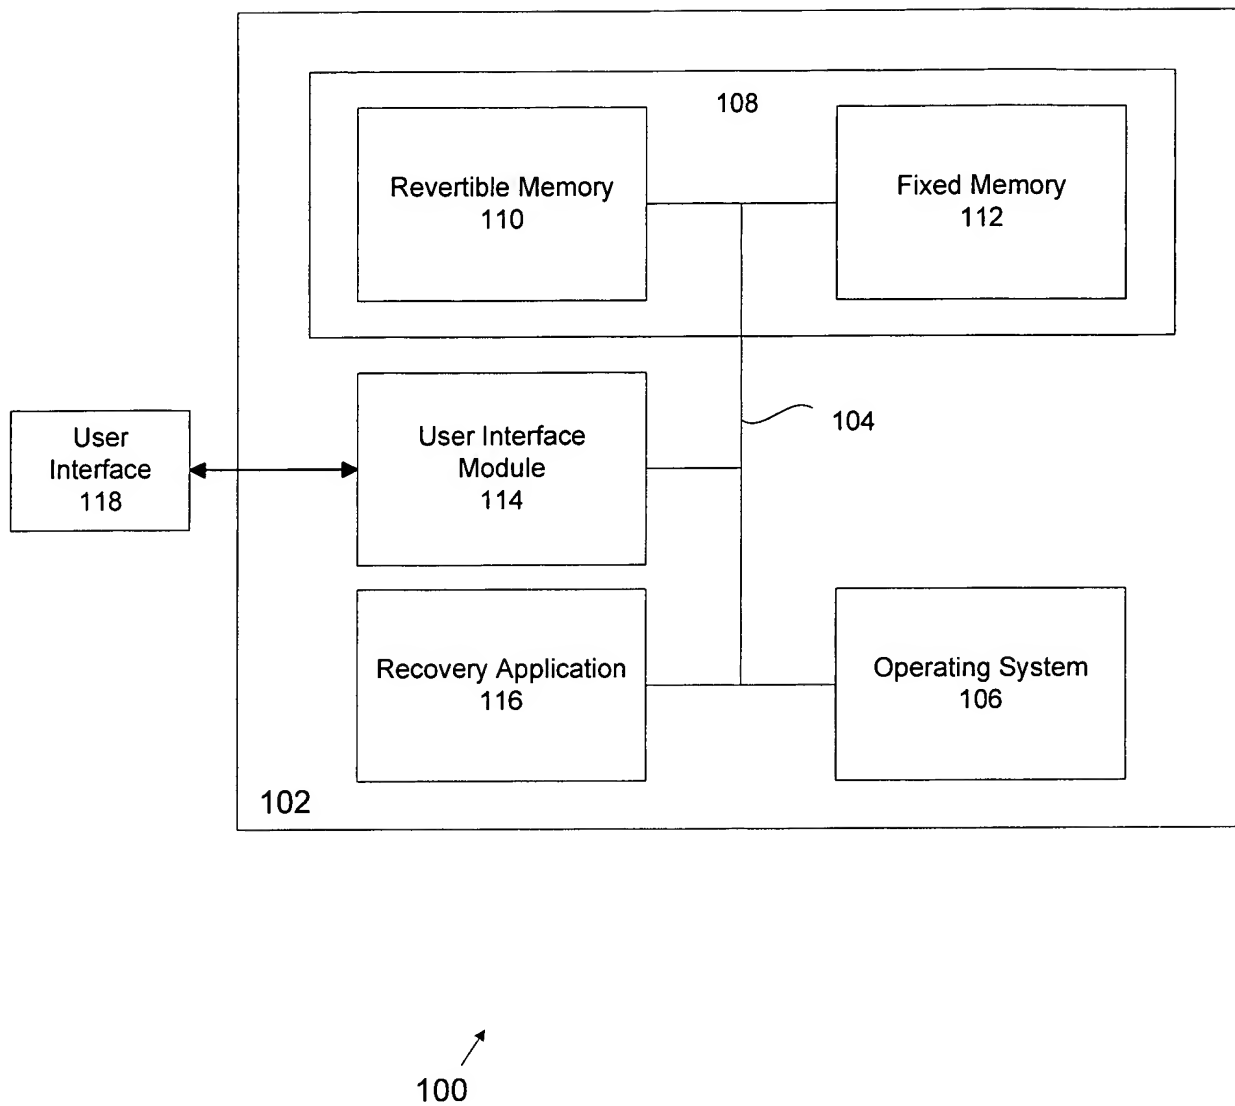 108
Revertible Memory
110
Fixed Memory
112
104
User
Interface
118
User Interface
Module
114
Recovery Application
116
Operating System
106
102
100